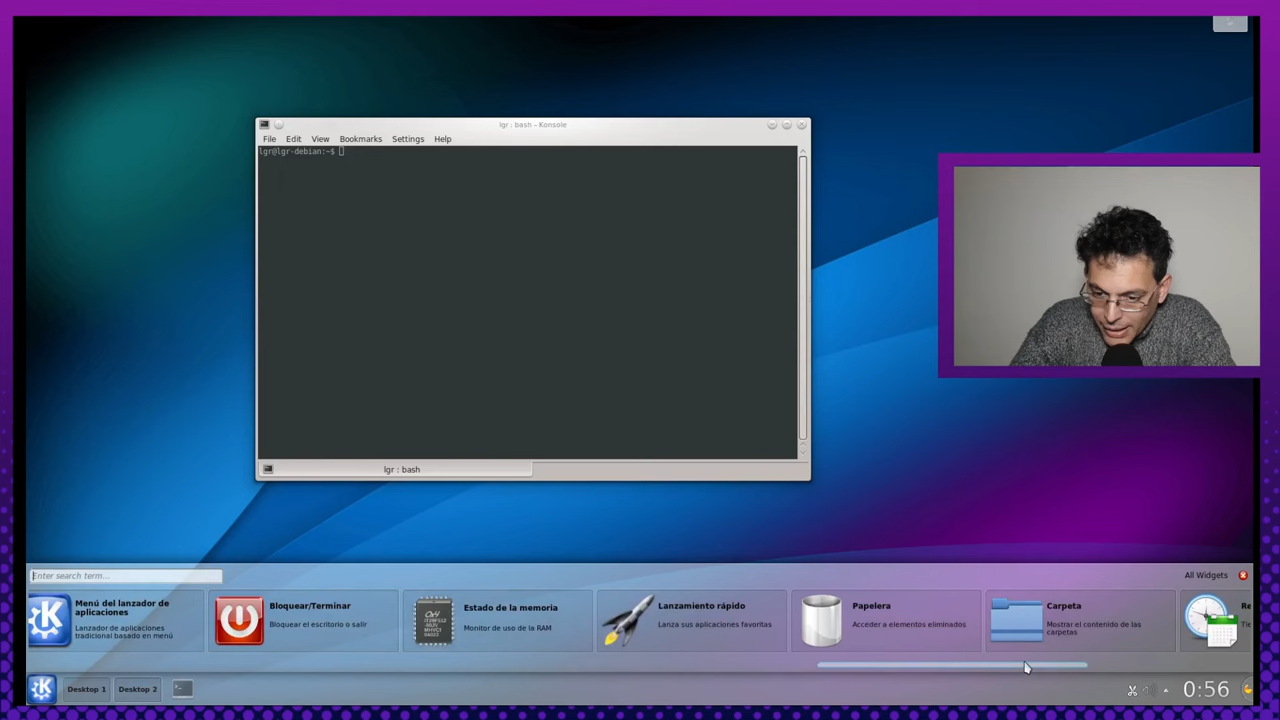 lgr : bash – Konsole
File Edit View Bookmarks Settings Help
lgr@lgr-debian:~$
lgr : bash
Enter search term...
All Widgets
Menú del lanzador de
aplicaciones
Lanzador de aplicaciones
tradicional basado en menú
Bloquear/Terminar
Bloquear el escritorio o salir
Estado de la memoria
Monitor de uso de la RAM
Lanzamiento rápido
Lanza sus aplicaciones favoritas
Papelera
Acceder a elementos eliminados
Carpeta
Mostrar el contenido de las
carpetas
Re
Tie
Desktop 1 Desktop 2
0:56